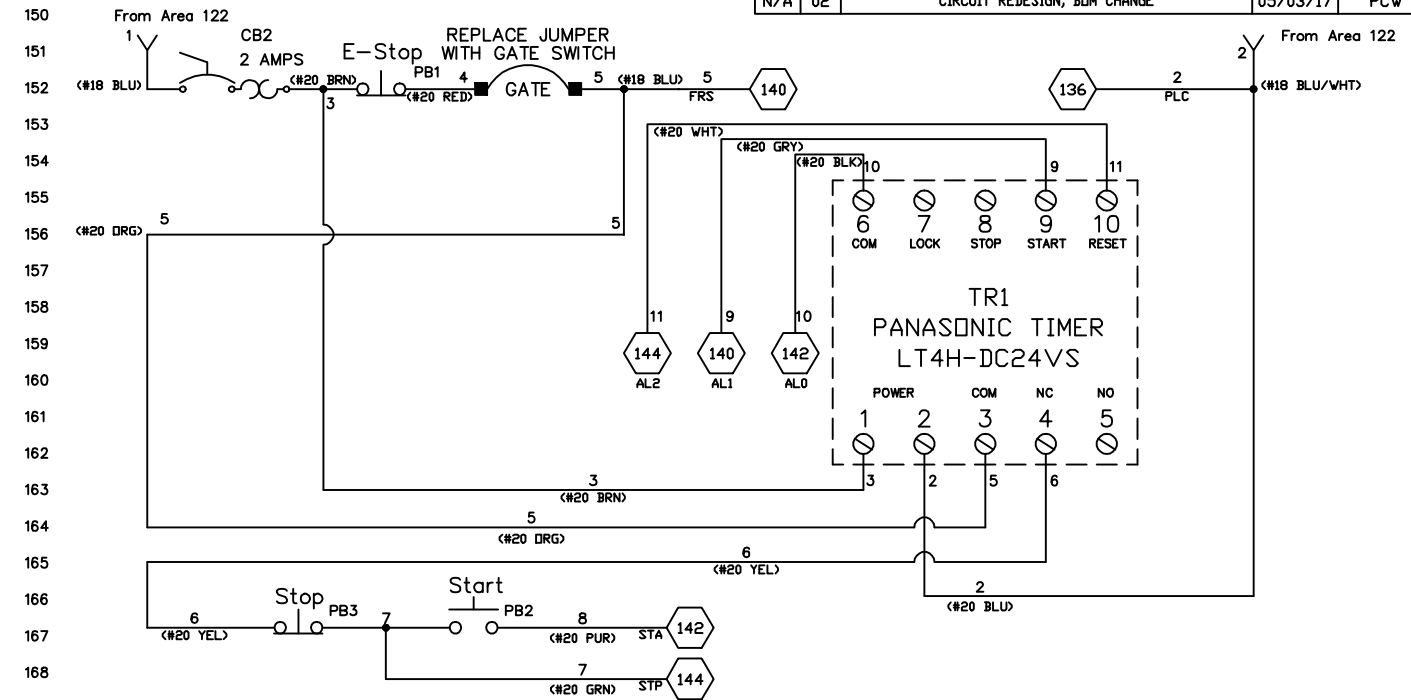 N/A 02 CIRCUIT REDESIGN, BOM CHANGE 05/03/17 PCW
150
From Area 122
1
CB2
2 AMPS
E-Stop
REPLACE JUMPER
WITH GATE SWITCH
From Area 122
2
151
152
(#18 BLU)
(#20 BRN)
3
PB1
(#20 RED)
4
GATE
5
(#18 BLU)
5
FRS
140
136
2
PLC
(#18 BLU/WHT)
153
(#20 WHT)
(#20 GRY)
154
(#20 BLK)
10
9
11
155
6 7 8 9 10
COM LOCK STOP START RESET
156
(#20 ORG)
5
5
157
158
TR1
PANASONIC TIMER
LT4H-DC24VS
11
9
10
159
144
140
142
160
AL2
AL1
AL0
POWER COM NC NO
161
1 2 3 4 5
162
163
3
(#20 BRN)
3 2 5 6
164
5
(#20 ORG)
165
6
(#20 YEL)
166
2
(#20 BLU)
Stop
PB3
Start
PB2
167
6
(#20 YEL)
7
8
(#20 PUR)
STA
142
168
7
(#20 GRN)
STP
144